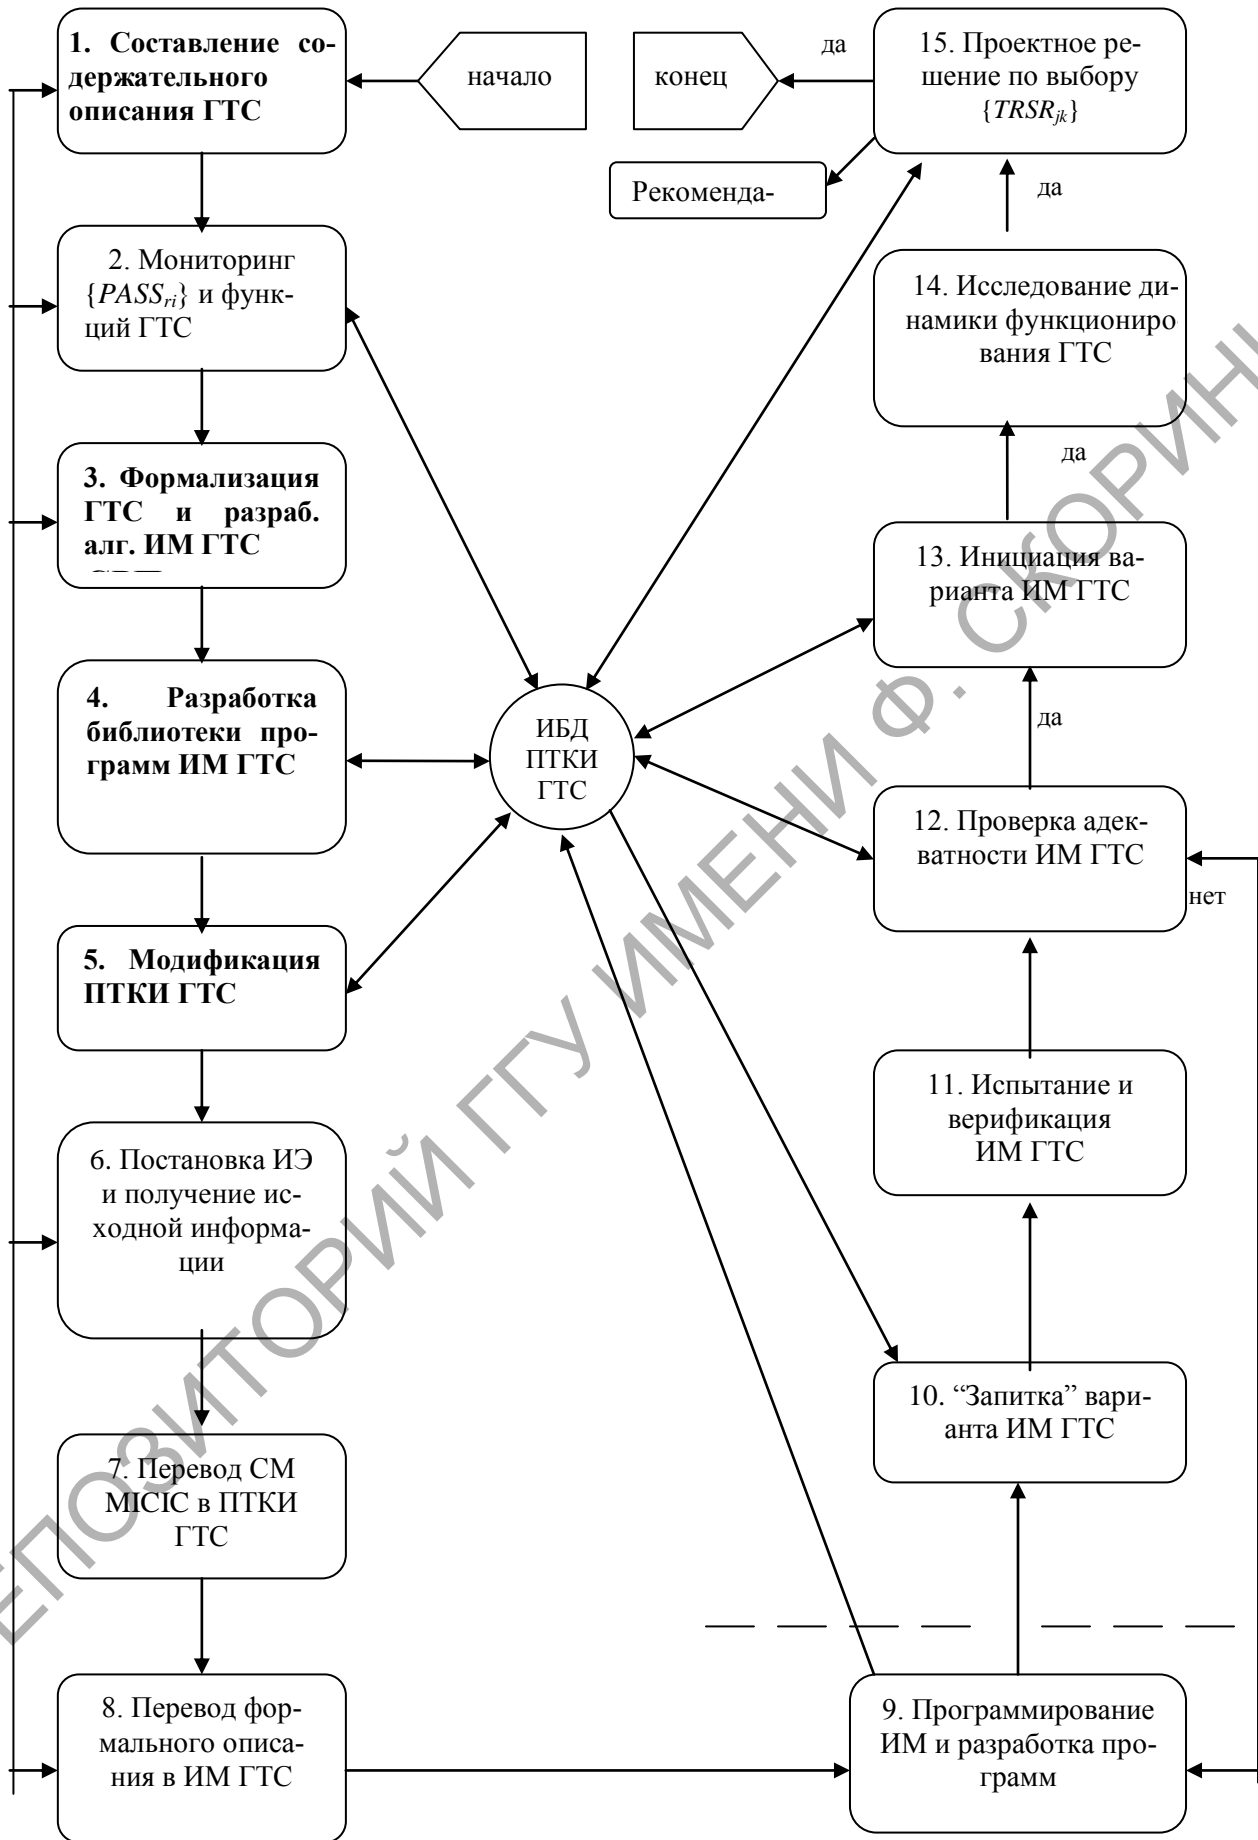 1. Составление со-
держательного
описания ГТС
начало
конец
да
15. Проектное ре-
шение по выбору
{TRSRjk}
Рекоменда-
да
2. Мониторинг
{PASSri} и функ-
ций ГТС
14. Исследование ди-
намики функциониро
вания ГТС
да
3. Формализация
ГТС и разраб.
алг. ИМ ГТС
13. Инициация ва-
рианта ИМ ГТС
4. Разработка
библиотеки про-
грамм ИМ ГТС
ИБД
ПТКИ
ГТС
да
12. Проверка адек-
ватности ИМ ГТС
нет
5. Модификация
ПТКИ ГТС
11. Испытание и
верификация
ИМ ГТС
6. Постановка ИЭ
и получение ис-
ходной информа-
ции
10. “Запитка” вари-
анта ИМ ГТС
7. Перевод СМ
MICIC в ПТКИ
ГТС
8. Перевод фор-
мального описа-
ния в ИМ ГТС
9. Программирование
ИМ и разработка про-
грамм
ЕПОЗИТОРИЙ ГГУ ИМЕНИ Ф. СКОРИН